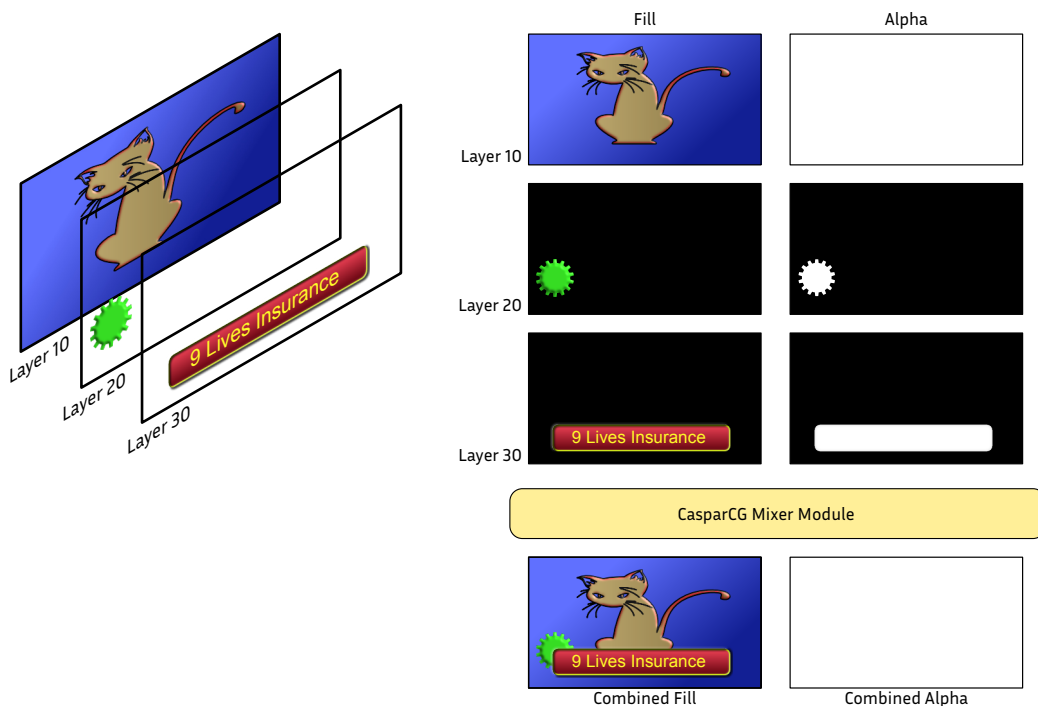 Fill
Alpha
Layer 10
Layer 20
Layer 30
9 Lives Insurance
Layer 10
Layer 20
9 Lives Insurance
Layer 30
CasparCG Mixer Module
9 Lives Insurance
Combined Fill
Combined Alpha